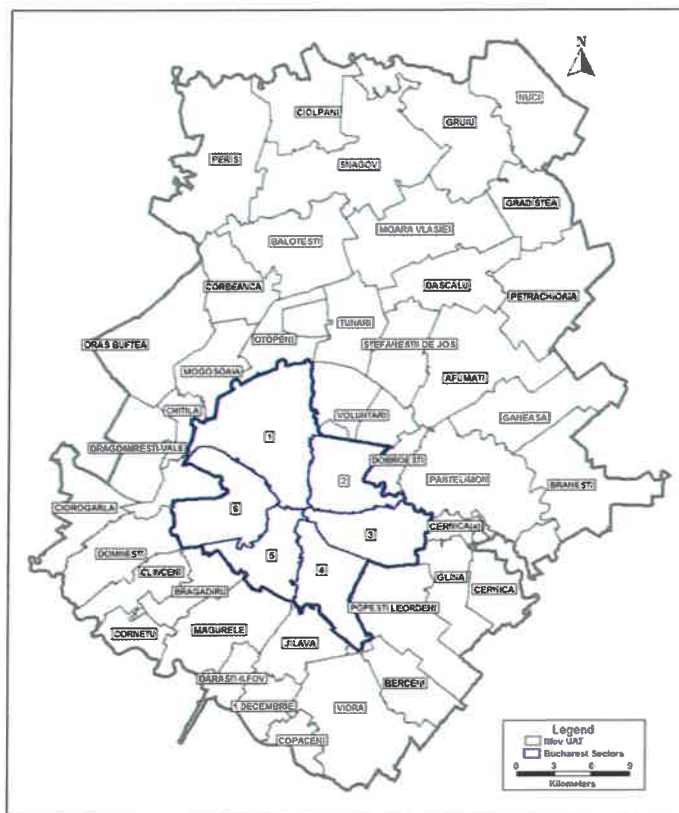 N
NUCI
CIOLPANI
GRUIU
PERIS
SNAGOV
GRADISTEA
MOARA VLASIEI
BALOTESTI
CORBEANCA
DASCALU
PETRACHIOAIA
TUNARI
OTOPENI
ORAS BUFTEA
STEFANESTII DE JOS
MOGOSOAIA
AFUMATI
CHITILA
VOLUNTARI
GANEASA
1
DRAGOMIRESTI-VALE
DOBROESTI
PANTELIMON
2
BRANESTI
CIOROGARLA
6
CERNICA(x)
3
DOMNESTI
5
4
CLINCENI
GLINA
CERNICA
BRAGADIRU
POPESTI LEORDENI
CORNETU
MAGURELE
JILAVA
DARASTI-ILFOV
BERCENI
1 DECEMBRIE
VIDRA
COPACENI
Legend
Ilfov UAT
Bucharest Sectors
0 3 6 9
Kilometers